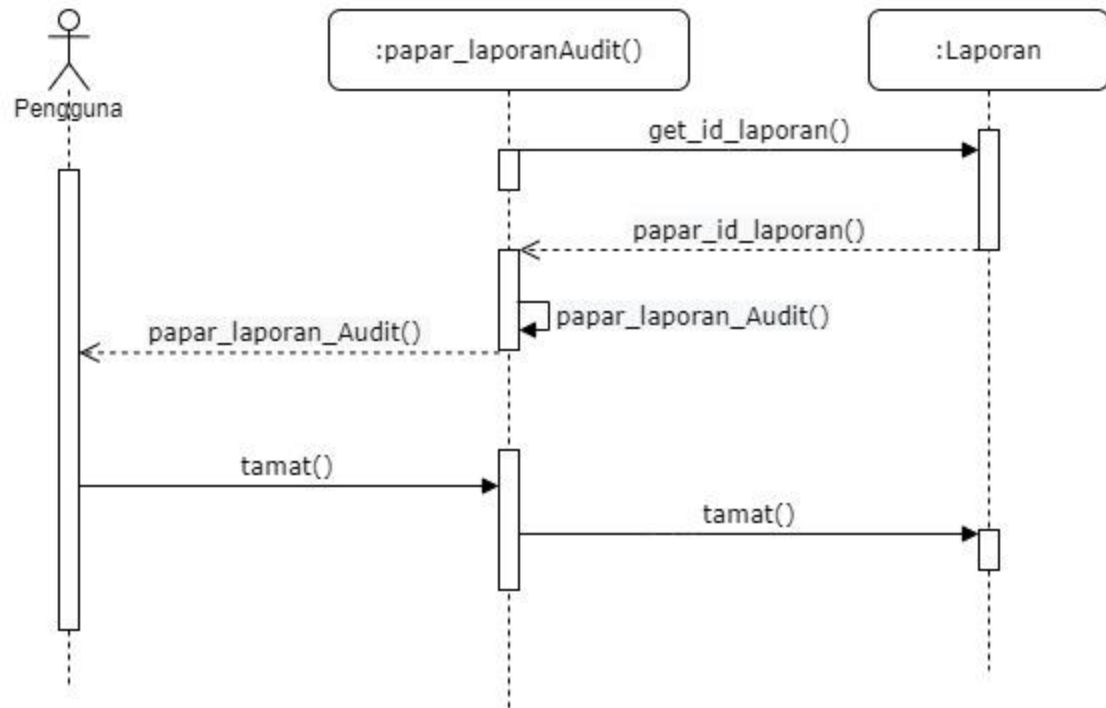 Pengguna
:papar_laporanAudit()
:Laporan
get_id_laporan()
papar_id_laporan()
papar_laporan_Audit()
papar_laporan_Audit()
tamat()
tamat()